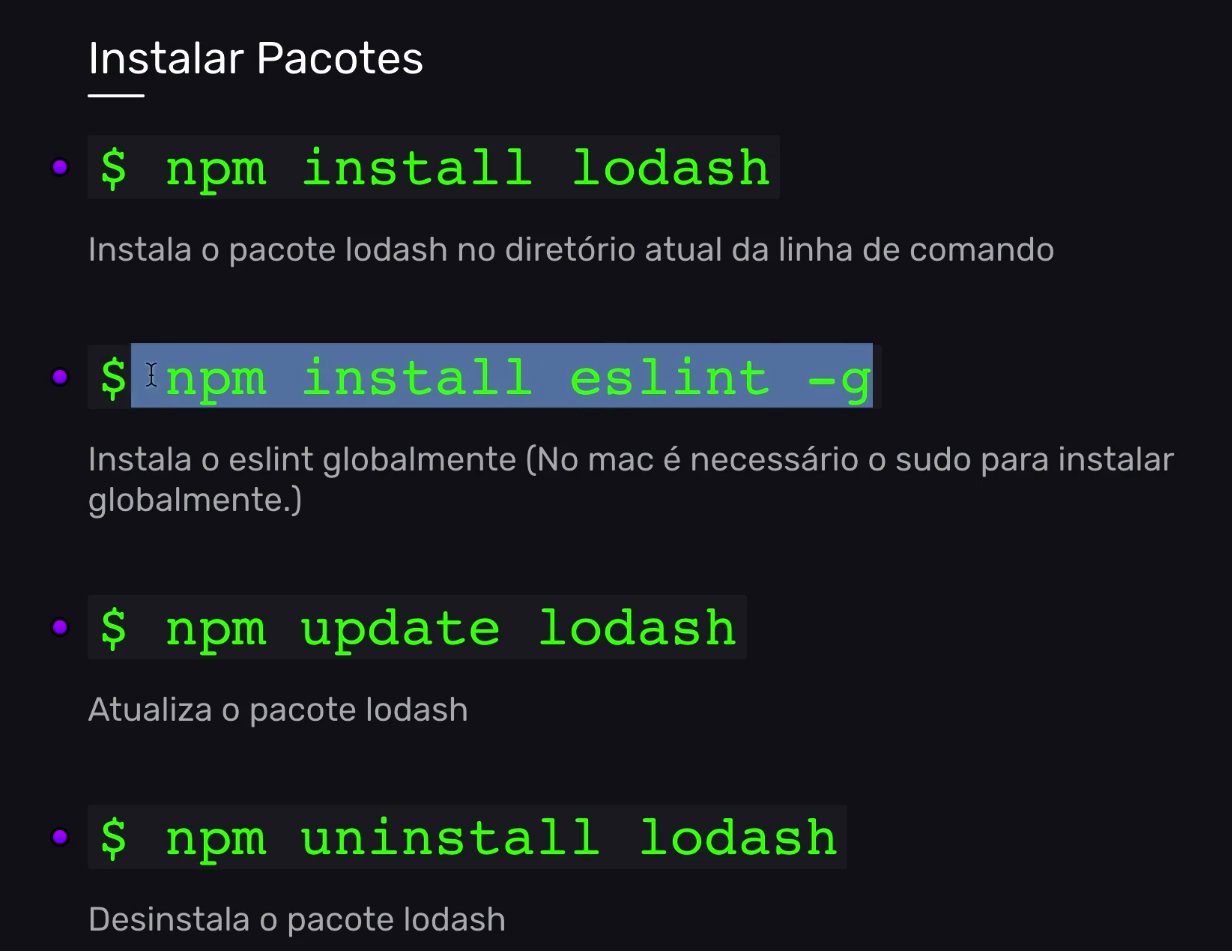 Instalar Pacotes
$ npm install lodash
Instala o pacote lodash no diretório atual da linha de comando
$ npm install eslint -g
Instala o eslint globalmente (No mac é necessário o sudo para instalar
globalmente.)
$ npm update lodash
Atualiza o pacote lodash
$ npm uninstall lodash
Desinstala o pacote lodash